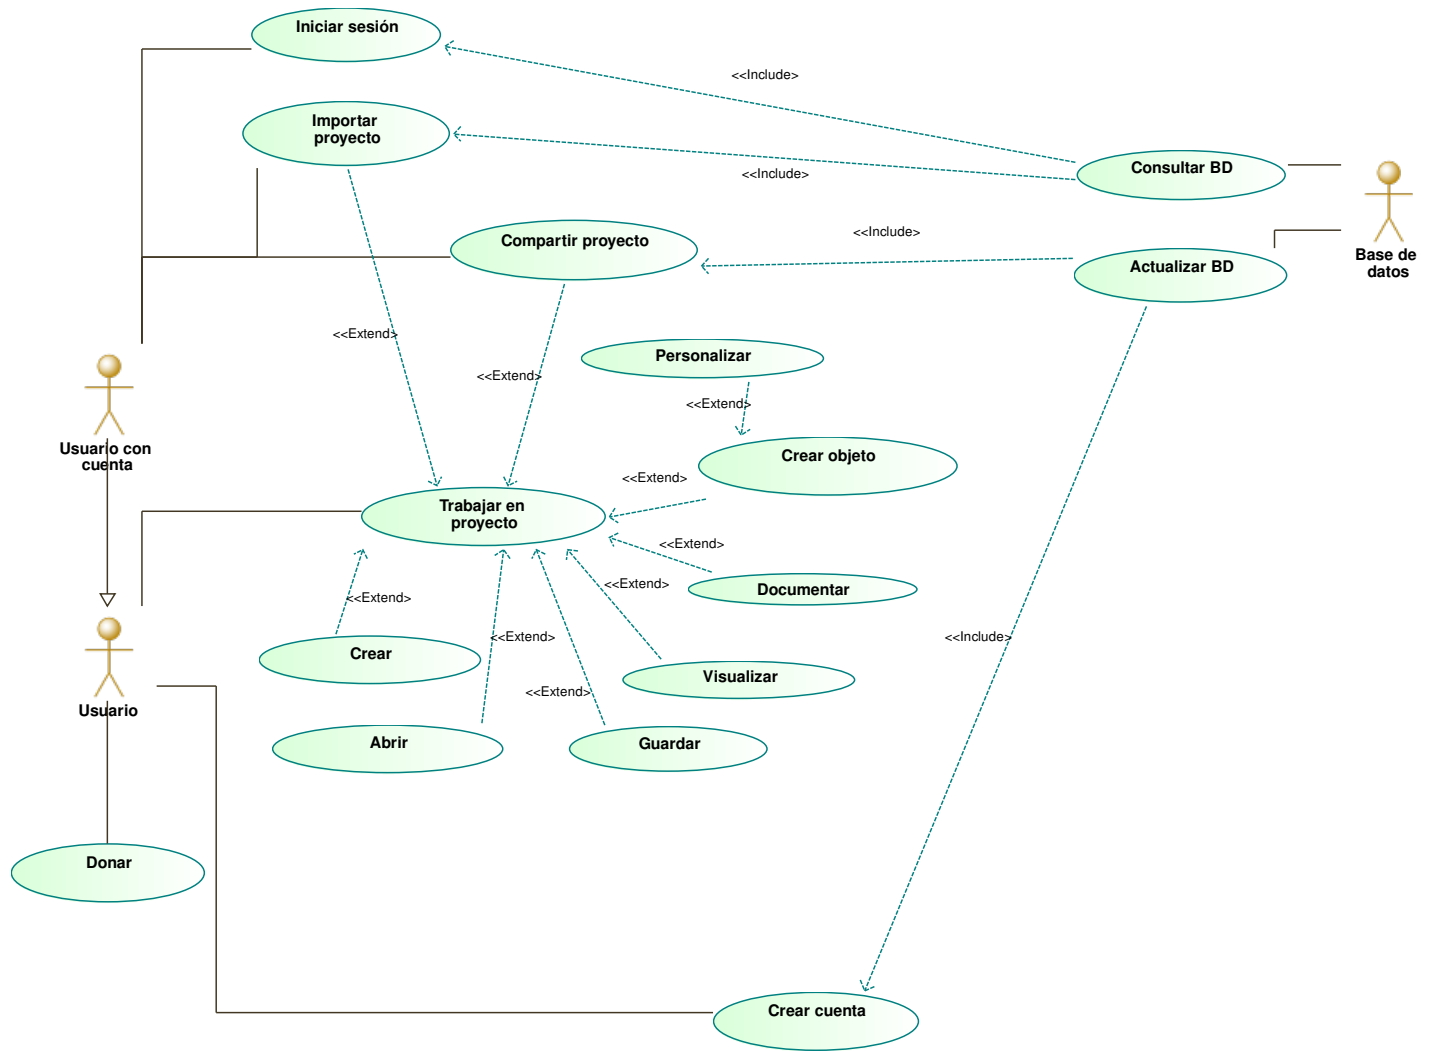 Iniciar sesión
<<Include>>
Importar
proyecto
Consultar BD
<<Include>>
Compartir proyecto
<<Include>>
Base de
datos
Actualizar BD
<<Extend>>
Personalizar
<<Extend>>
<<Extend>>
Usuario con
cuenta
Crear objeto
<<Extend>>
Trabajar en
proyecto
<<Extend>>
<<Extend>>
Documentar
<<Extend>>
<<Extend>>
<<Include>>
Crear
Visualizar
<<Extend>>
Usuario
Abrir
Guardar
Donar
Crear cuenta